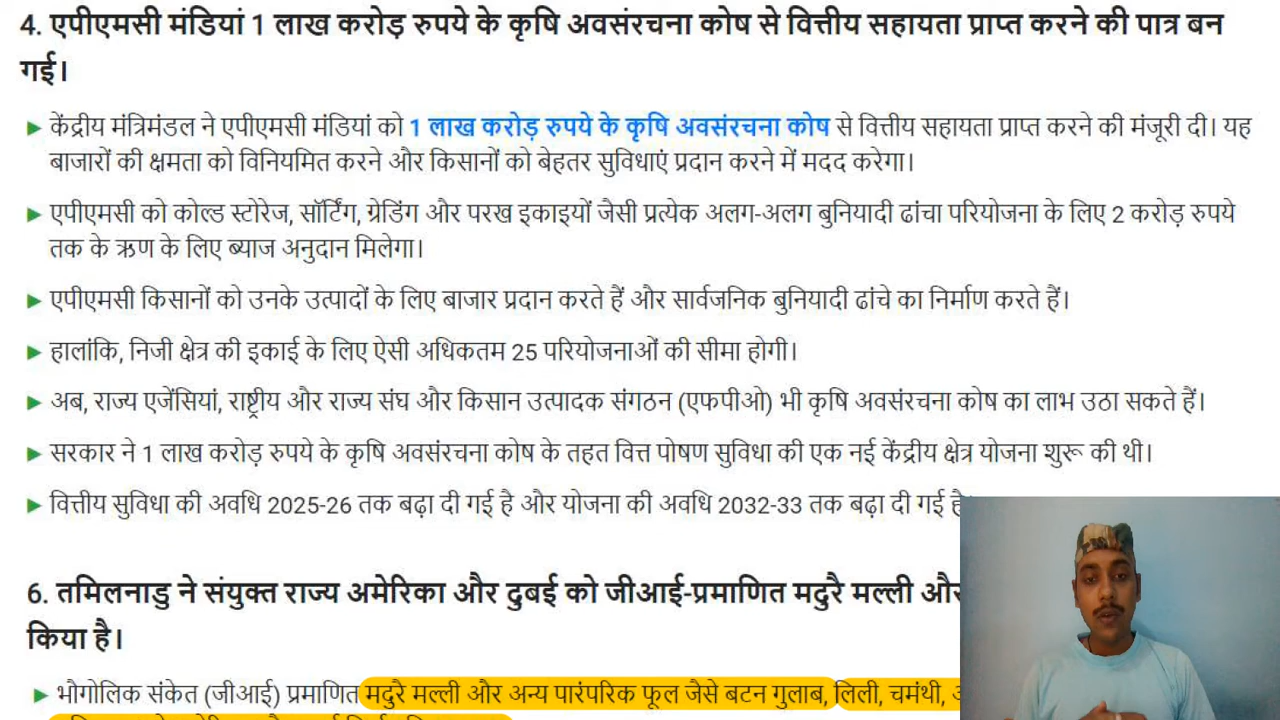 4. एपीएमसी मंडियां 1 लाख करोड़ रुपये के कृषि अवसंरचना कोष से वित्तीय सहायता प्राप्त करने की पात्र बन
गई।
► केंद्रीय मंत्रिमंडल ने एपीएमसी मंडियां को 1 लाख करोड़ रुपये के कृषि अवसंरचना कोष से वित्तीय सहायता प्राप्त करने की मंजूरी दी। यह
बाजारों की क्षमता को विनियमित करने और किसानों को बेहतर सुविधाएं प्रदान करने में मदद करेगा।
► एपीएमसी को कोल्ड स्टोरेज, सॉर्टिंग, ग्रेडिंग और परख इकाइयों जैसी प्रत्येक अलग-अलग बुनियादी ढांचा परियोजना के लिए 2 करोड़ रुपये
तक के ऋण के लिए ब्याज अनुदान मिलेगा।
► एपीएमसी किसानों को उनके उत्पादों के लिए बाजार प्रदान करते हैं और सार्वजनिक बुनियादी ढांचे का निर्माण करते हैं।
► हालांकि, निजी क्षेत्र की इकाई के लिए ऐसी अधिकतम 25 परियोजनाओं की सीमा होगी।
► अब, राज्य एजेंसियां, राष्ट्रीय और राज्य संघ और किसान उत्पादक संगठन (एफपीओ) भी कृषि अवसंरचना कोष का लाभ उठा सकते हैं।
► सरकार ने 1 लाख करोड़ रुपये के कृषि अवसंरचना कोष के तहत वित्त पोषण सुविधा की एक नई केंद्रीय क्षेत्र योजना शुरू की थी।
► वित्तीय सुविधा की अवधि 2025-26 तक बढ़ा दी गई है और योजना की अवधि 2032-33 तक बढ़ा दी गई है
6. तमिलनाडु ने संयुक्त राज्य अमेरिका और दुबई को जीआई-प्रमाणित मदुरै मल्ली और
किया है।
► भौगोलिक संकेत (जीआई) प्रमाणित मदुरै मल्ली और अन्य पारंपरिक फूल जैसे बटन गुलाब, लिली, चमंथी,